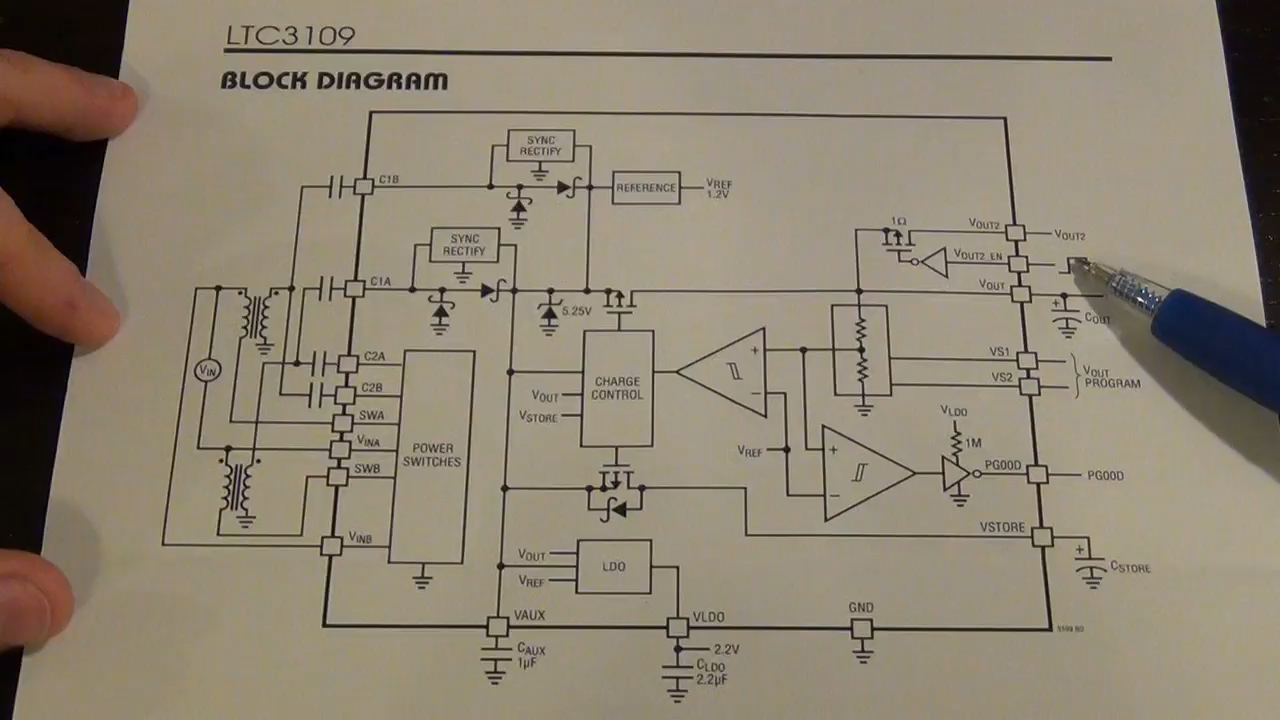 LTC3109
BLOCK DIAGRAM
SYNC
RECTIFY
C1B
REFERENCE
VREF
1.2V
SYNC
RECTIFY
C1A
5.25V
1Ω
VOUT2
VOUT2
VOUT2_EN
VOUT
COUT
VIN
C2A
C2B
SWA
VINA
SWB
VINB
POWER
SWITCHES
VOUT
VSTORE
CHARGE
CONTROL
+
−
VREF
+
−
VS1
VS2
VOUT
PROGRAM
VLDO
1M
PGOOD
PGOOD
VSTORE
+
CSTORE
+
VOUT
VREF
LDO
VAUX
VLDO
GND
CAUX
1µF
2.2V
CLDO
2.2µF